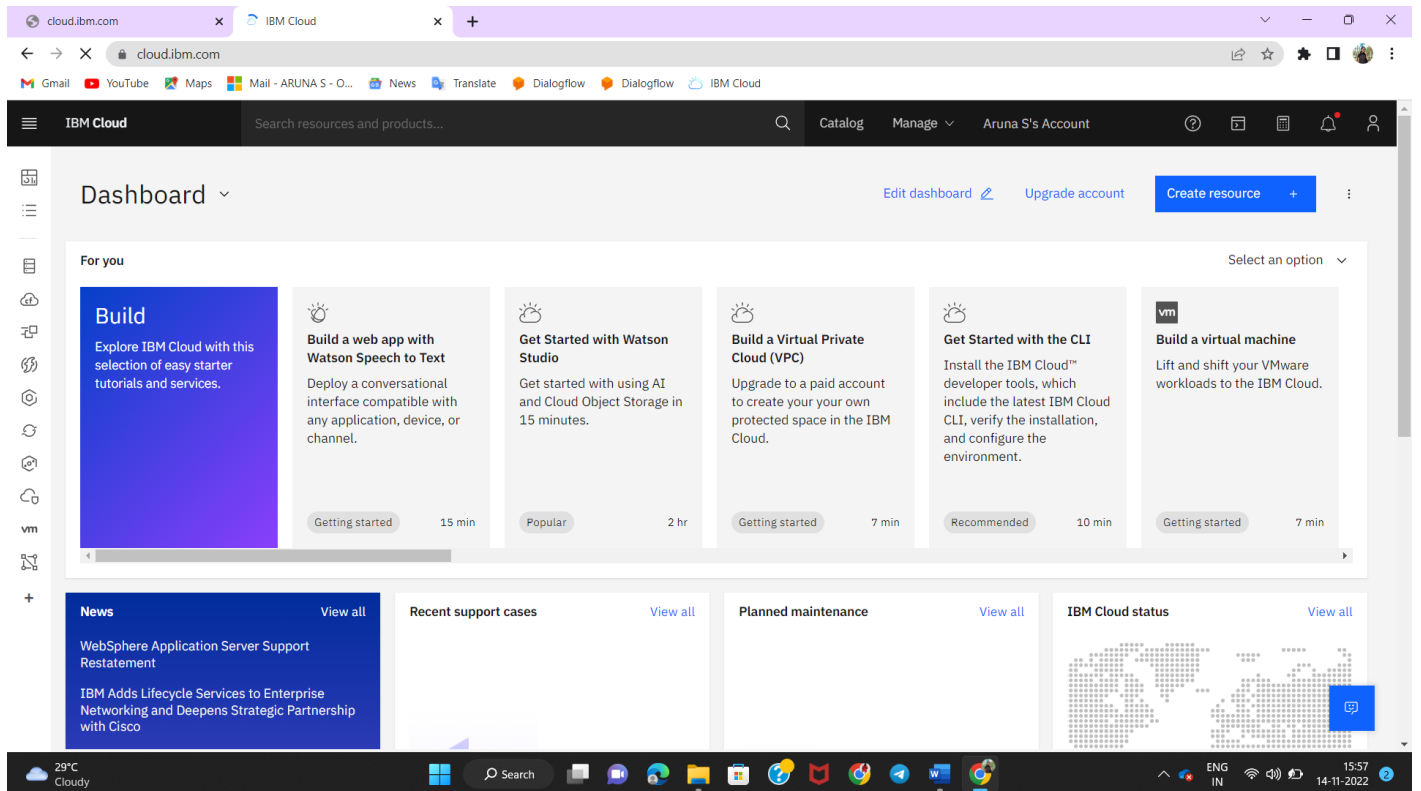 cloud.ibm.com
IBM Cloud
cloud.ibm.com
Gmail
YouTube
Maps
Mail - ARUNA S - O...
News
Translate
Dialogflow
Dialogflow
IBM Cloud
IBM Cloud
Search resources and products...
Catalog
Manage
Aruna S's Account
Dashboard
Edit dashboard
Upgrade account
Create resource +
For you
Select an option
Build
Explore IBM Cloud with this
selection of easy starter
tutorials and services.
Build a web app with
Watson Speech to Text
Deploy a conversational
interface compatible with
any application, device, or
channel.
Getting started
15 min
Get Started with Watson
Studio
Get started with using AI
and Cloud Object Storage in
15 minutes.
Popular
2 hr
Build a Virtual Private
Cloud (VPC)
Upgrade to a paid account
to create your your own
protected space in the IBM
Cloud.
Getting started
7 min
Get Started with the CLI
Install the IBM Cloud™
developer tools, which
include the latest IBM Cloud
CLI, verify the installation,
and configure the
environment.
Recommended
10 min
vm
Build a virtual machine
Lift and shift your VMware
workloads to the IBM Cloud.
Getting started
7 min
vm
News
View all
WebSphere Application Server Support
Restatement
IBM Adds Lifecycle Services to Enterprise
Networking and Deepens Strategic Partnership
with Cisco
Recent support cases
View all
Planned maintenance
View all
IBM Cloud status
View all
29°C
Cloudy
Search
ENG
IN
15:57
14-11-2022
2